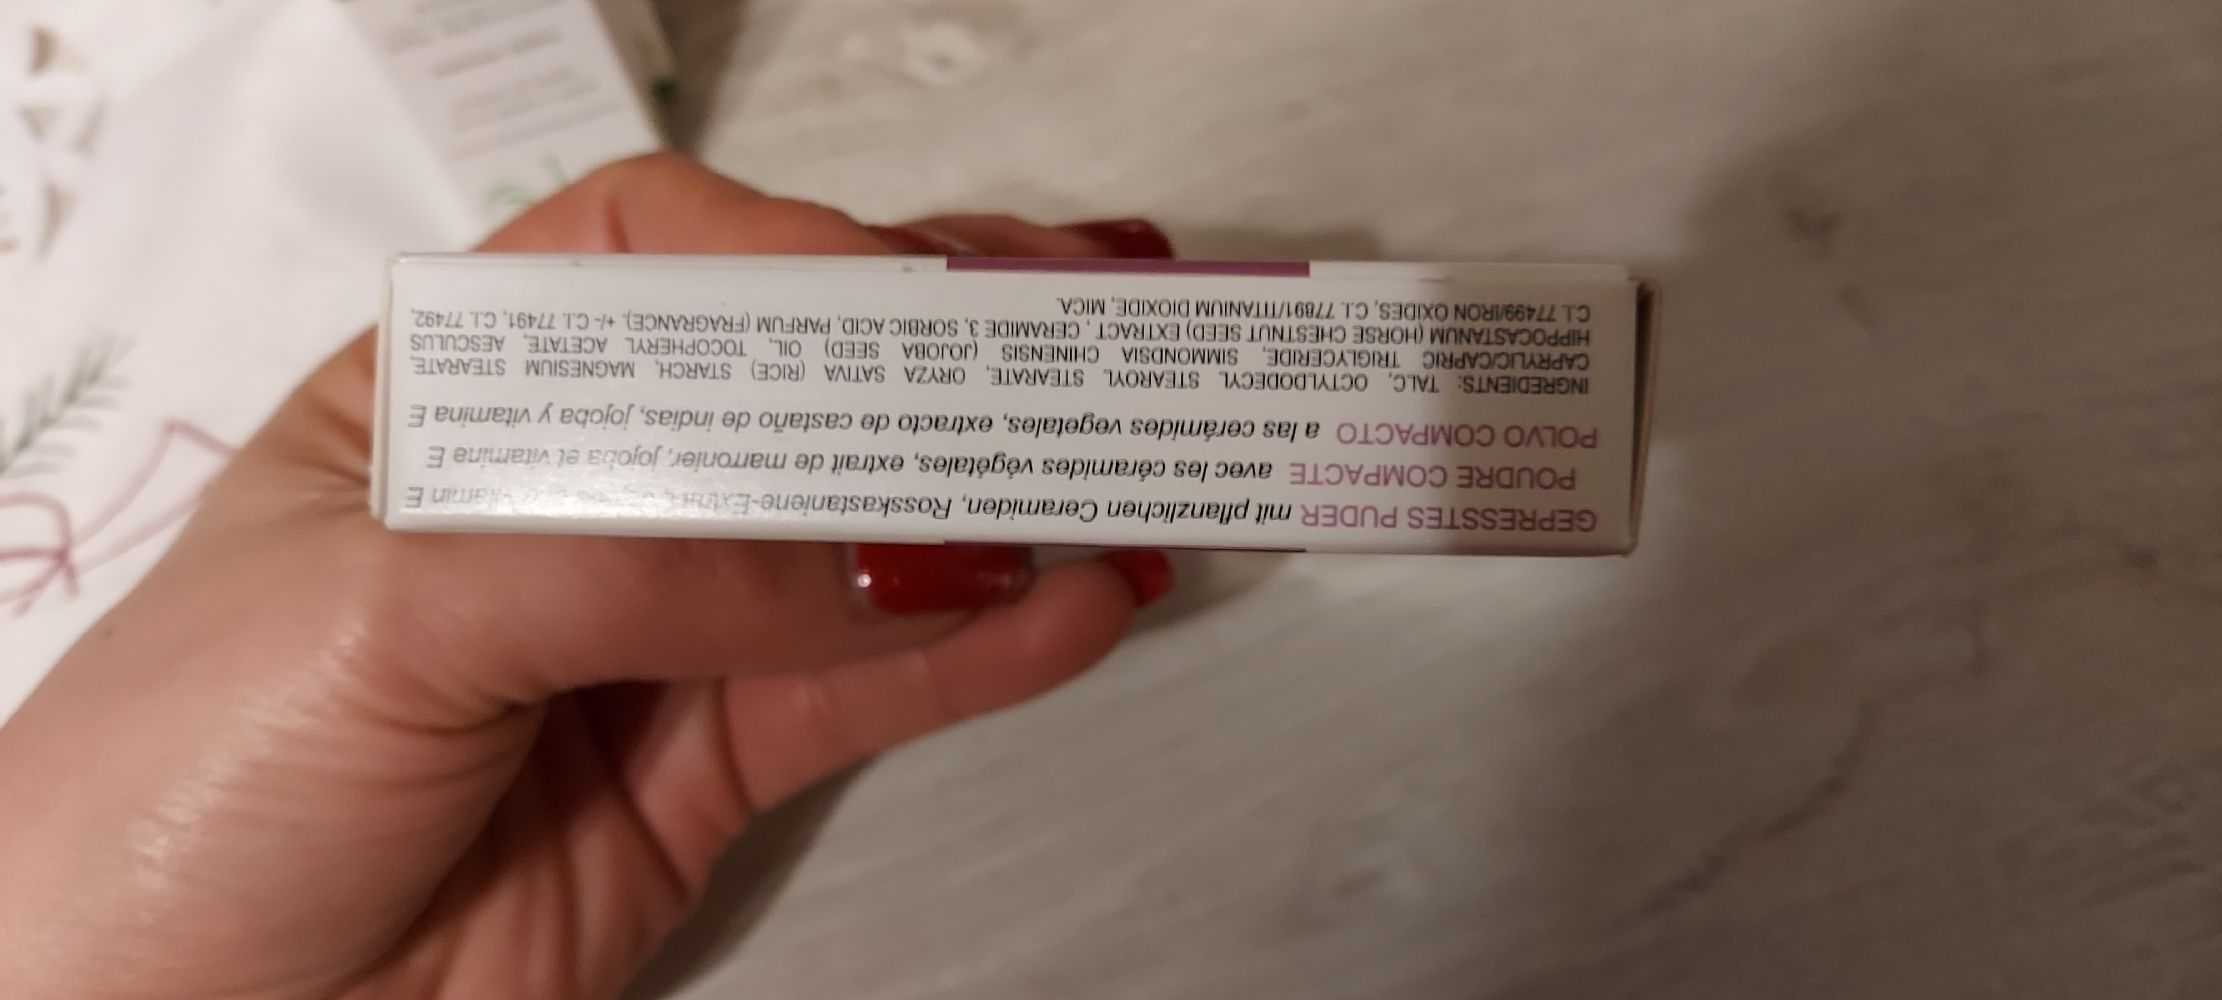 GEPRESSTES PUDER mit pflanzlichen Ceramiden, Rosskastaniene-Extrakt, Vitamin E
POUDRE COMPACTE avec les céramides végétales, extrait de marronier, jojoba et vitamine E
POLVO COMPACTO a las cerámides vegetales, extracto de castaño de indias, jojoba y vitamina E
INGREDIENTS: TALC, OCTYLDODECYL STEAROYL STEARATE, ORYZA SATIVA (RICE) STARCH, MAGNESIUM STEARATE,
CAPRYLIC/CAPRIC TRIGLYCERIDE, SIMMONDSIA CHINENSIS (JOJOBA SEED) OIL, TOCOPHERYL ACETATE, AESCULUS
HIPPOCASTANUM (HORSE CHESTNUT SEED) EXTRACT , CERAMIDE 3, SORBIC ACID, PARFUM (FRAGRANCE). +/- C.I. 77491, C.I. 77492,
C.I. 77499/IRON OXIDES, C.I. 77891/TITANIUM DIOXIDE, MICA.